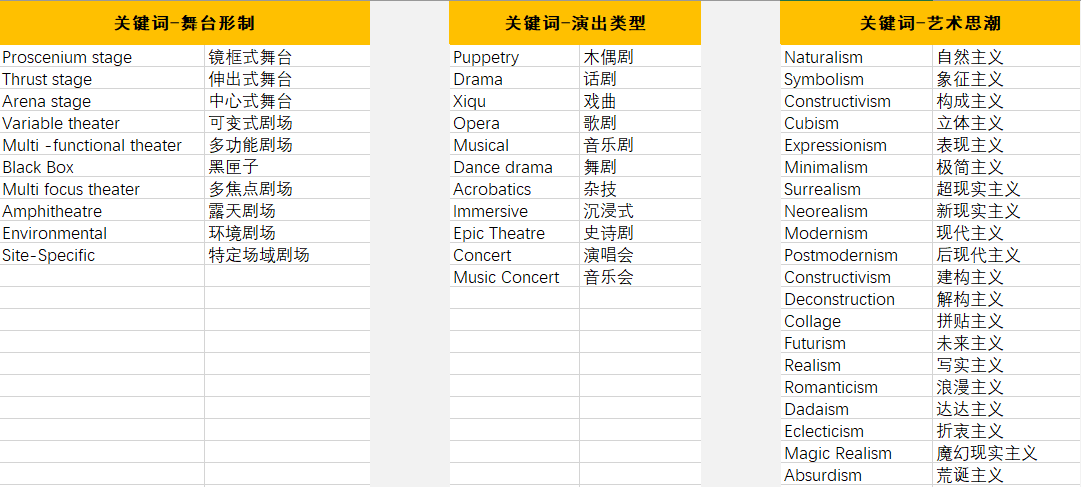 关键词-舞台形制
Proscenium stage 镜框式舞台
Thrust stage 伸出式舞台
Arena stage 中心式舞台
Variable theater 可变式剧场
Multi -functional theater 多功能剧场
Black Box 黑匣子
Multi focus theater 多焦点剧场
Amphitheatre 露天剧场
Environmental 环境剧场
Site-Specific 特定场域剧场
关键词-演出类型
Puppetry 木偶剧
Drama 话剧
Xiqu 戏曲
Opera 歌剧
Musical 音乐剧
Dance drama 舞剧
Acrobatics 杂技
Immersive 沉浸式
Epic Theatre 史诗剧
Concert 演唱会
Music Concert 音乐会
关键词-艺术思潮
Naturalism 自然主义
Symbolism 象征主义
Constructivism 构成主义
Cubism 立体主义
Expressionism 表现主义
Minimalism 极简主义
Surrealism 超现实主义
Neorealism 新现实主义
Modernism 现代主义
Postmodernism 后现代主义
Constructivism 建构主义
Deconstruction 解构主义
Collage 拼贴主义
Futurism 未来主义
Realism 写实主义
Romanticism 浪漫主义
Dadaism 达达主义
Eclecticism 折衷主义
Magic Realism 魔幻现实主义
Absurdism 荒诞主义